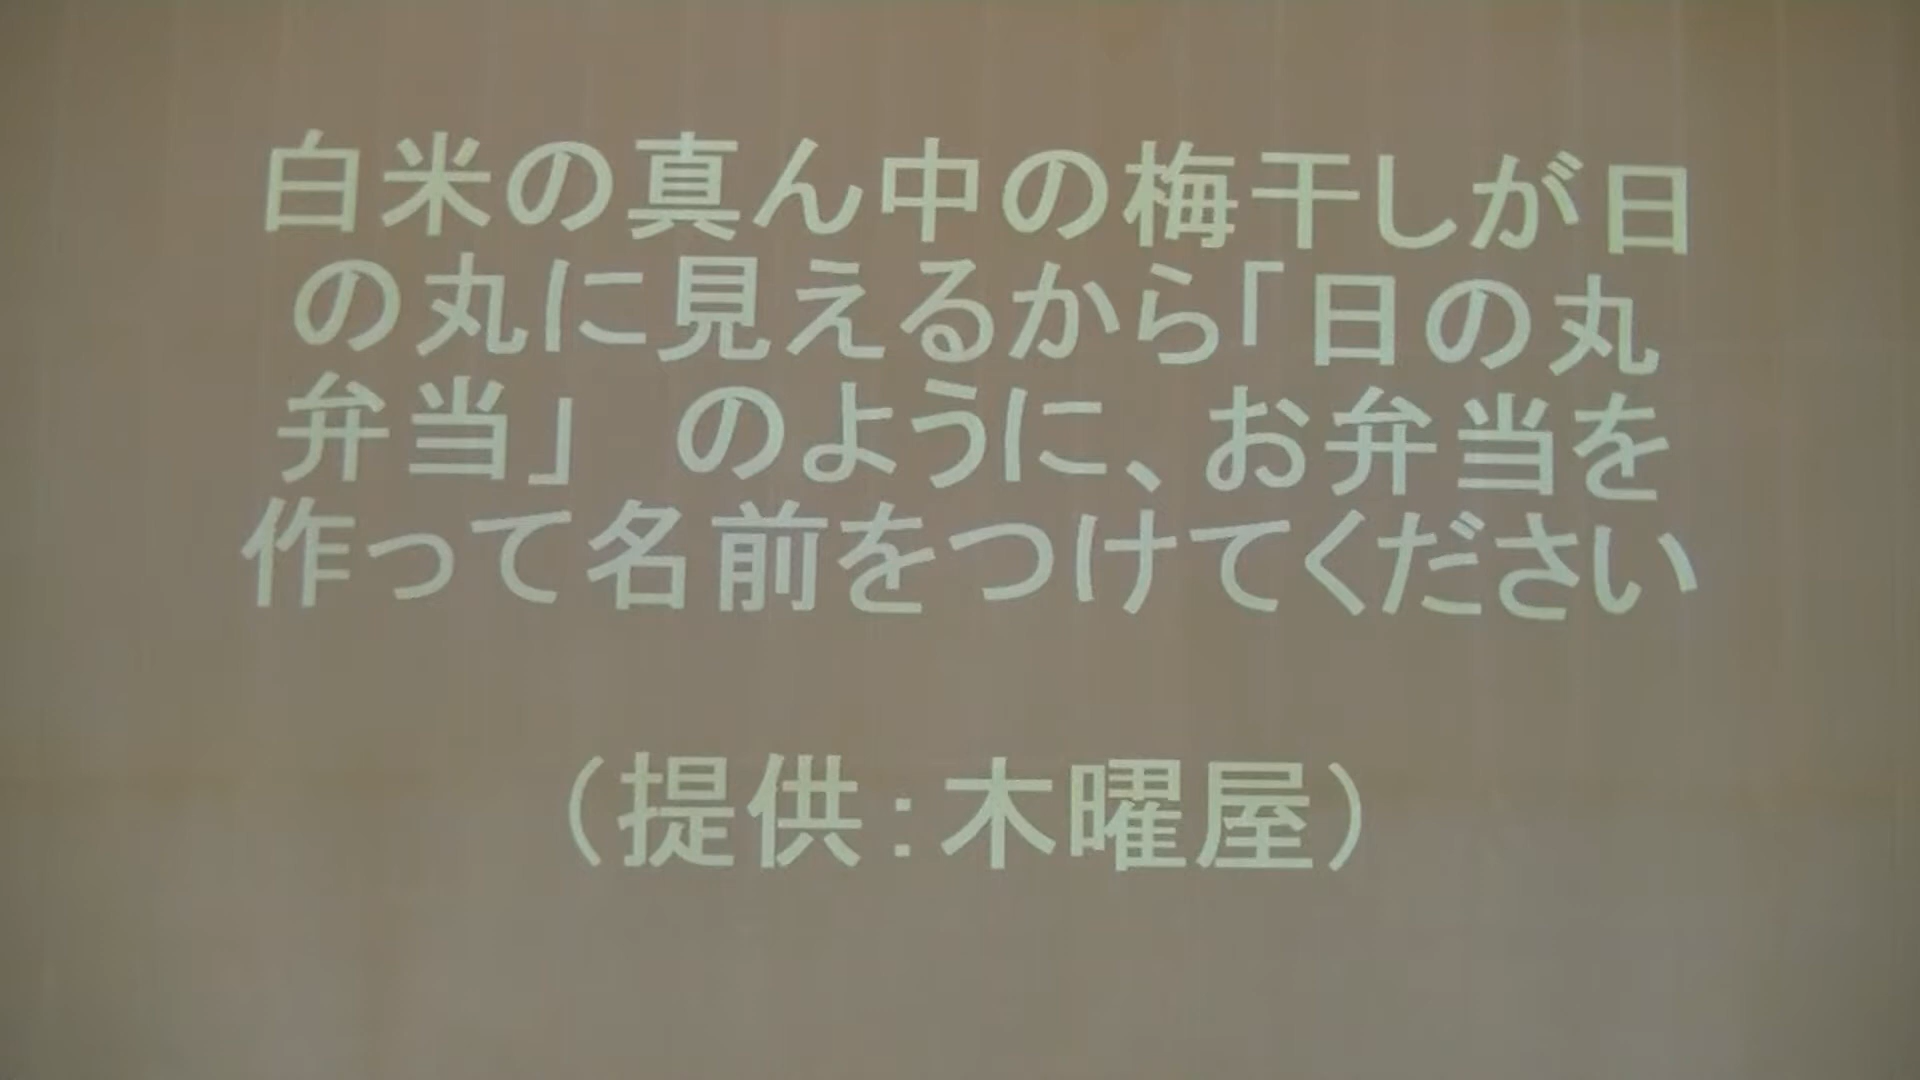 白米の真ん中の梅干しが日
の丸に見えるから「日の丸
弁当」 のように、お弁当を
作って名前をつけてください
（提供：木曜屋）